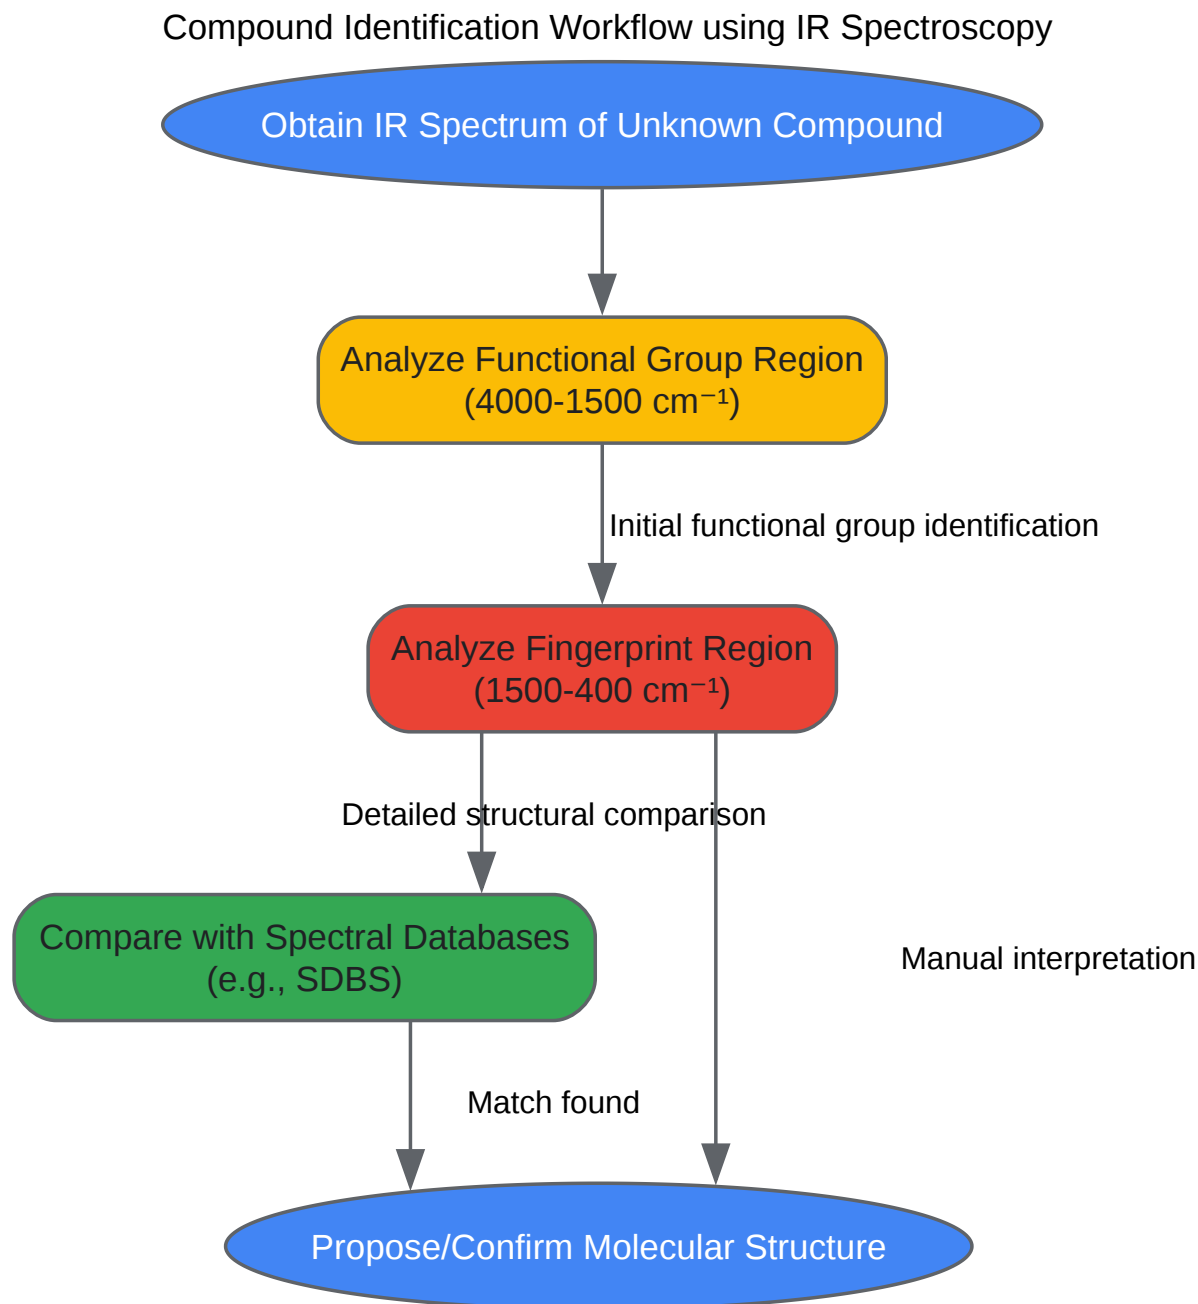 Compound Identification Workflow using IR Spectroscopy
Obtain IR Spectrum of Unknown Compound
Analyze Functional Group Region
(4000-1500 cm⁻¹)
Initial functional group identification
Analyze Fingerprint Region
(1500-400 cm⁻¹)
Detailed structural comparison
Compare with Spectral Databases
(e.g., SDBS)
Manual interpretation
Match found
Propose/Confirm Molecular Structure